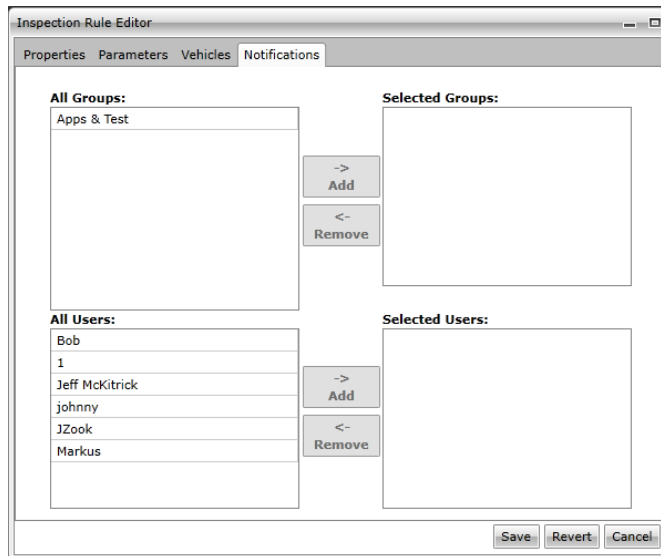 Inspection Rule Editor
Properties Parameters Vehicles Notifications
All Groups:
Selected Groups:
Apps & Test
->
Add
<-
Remove
All Users:
Selected Users:
Bob
1
Jeff McKitrick
johnny
JZook
Markus
->
Add
<-
Remove
Save Revert Cancel